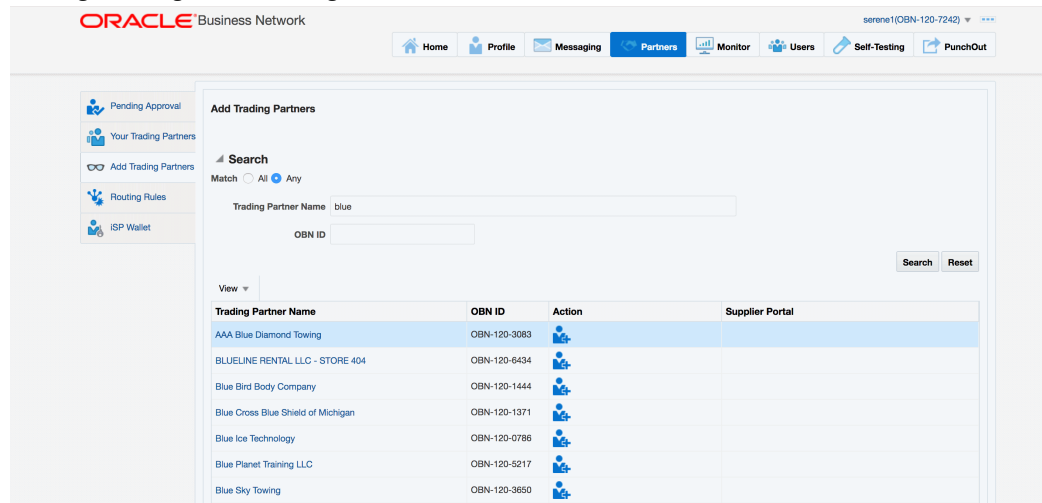 ORACLE Business Network
serene1(OBN-120-7242)
Home Profile Messaging Partners Monitor Users Self-Testing PunchOut
Pending Approval
Your Trading Partners
Add Trading Partners
Routing Rules
iSP Wallet
Add Trading Partners
Search
Match All Any
Trading Partner Name blue
OBN ID
Search Reset
View
Trading Partner Name OBN ID Action Supplier Portal
AAA Blue Diamond Towing OBN-120-3083
BLUELINE RENTAL LLC - STORE 404 OBN-120-6434
Blue Bird Body Company OBN-120-1444
Blue Cross Blue Shield of Michigan OBN-120-1371
Blue Ice Technology OBN-120-0786
Blue Planet Training LLC OBN-120-5217
Blue Sky Towing OBN-120-3650